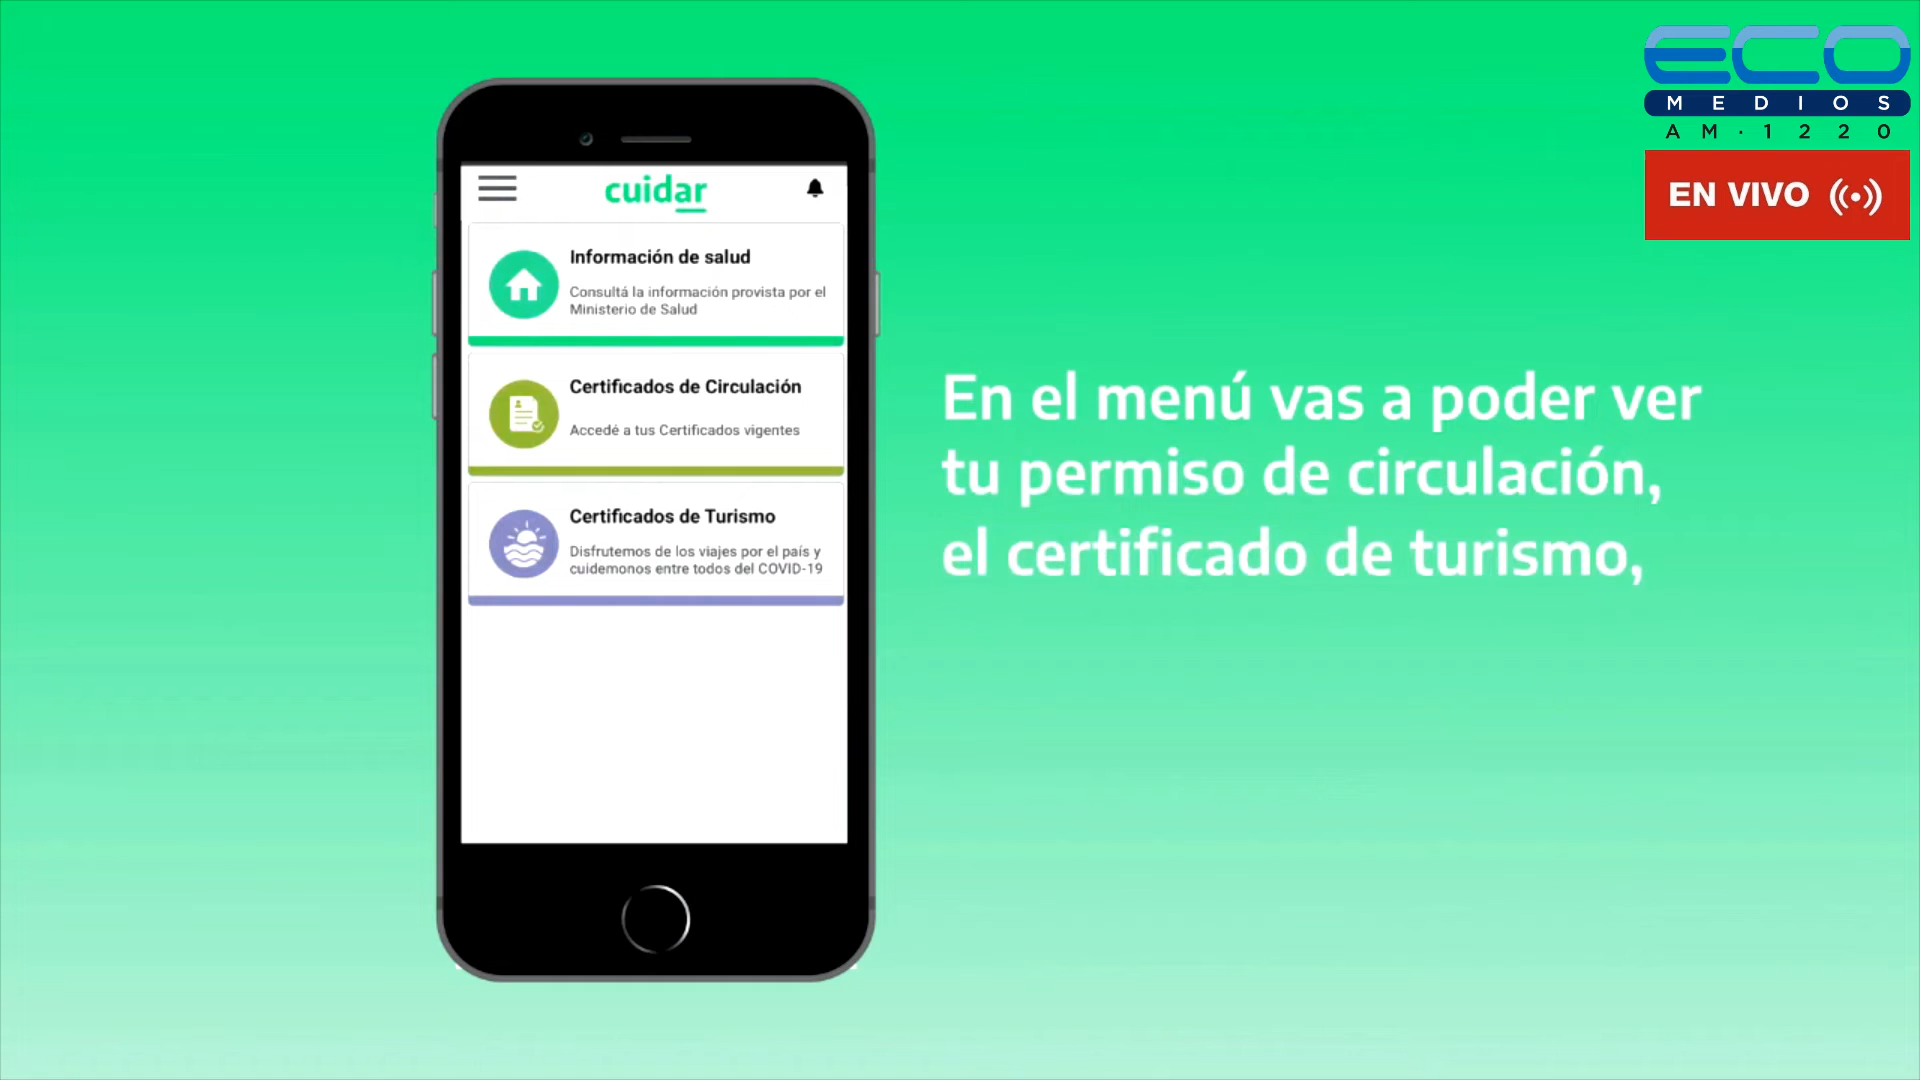 ECO
MEDIOS
AM·1220
EN VIVO
cuidar
Información de salud
Consultá la información provista por el
Ministerio de Salud
Certificados de Circulación
Accedé a tus Certificados vigentes
Certificados de Turismo
Disfrutemos de los viajes por el país y
cuidemonos entre todos del COVID-19
En el menú vas a poder ver
tu permiso de circulación,
el certificado de turismo,